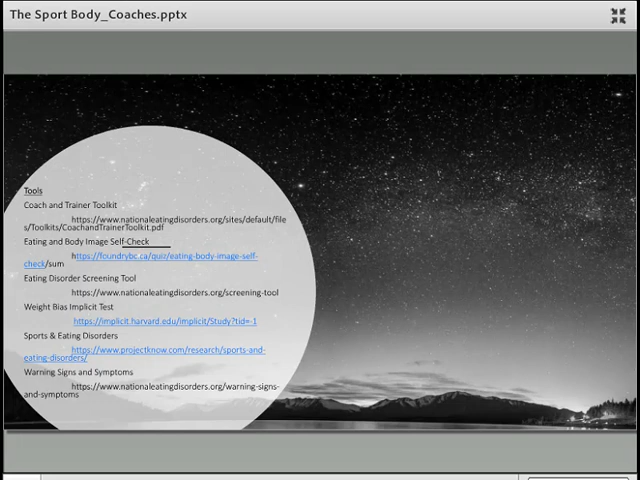 The Sport Body_Coaches.pptx
Tools
Coach and Trainer Toolkit
https://www.nationaleatingdisorders.org/sites/default/file
s/Toolkits/CoachandTrainerToolkit.pdf
Eating and Body Image Self-Check
https://foundrybc.ca/quiz/eating-body-image-self-
check/sum
Eating Disorder Screening Tool
https://www.nationaleatingdisorders.org/screening-tool
Weight Bias Implicit Test
https://implicit.harvard.edu/implicit/Study?tid=-1
Sports & Eating Disorders
https://www.projectknow.com/research/sports-and-
eating-disorders/
Warning Signs and Symptoms
https://www.nationaleatingdisorders.org/warning-signs-
and-symptoms